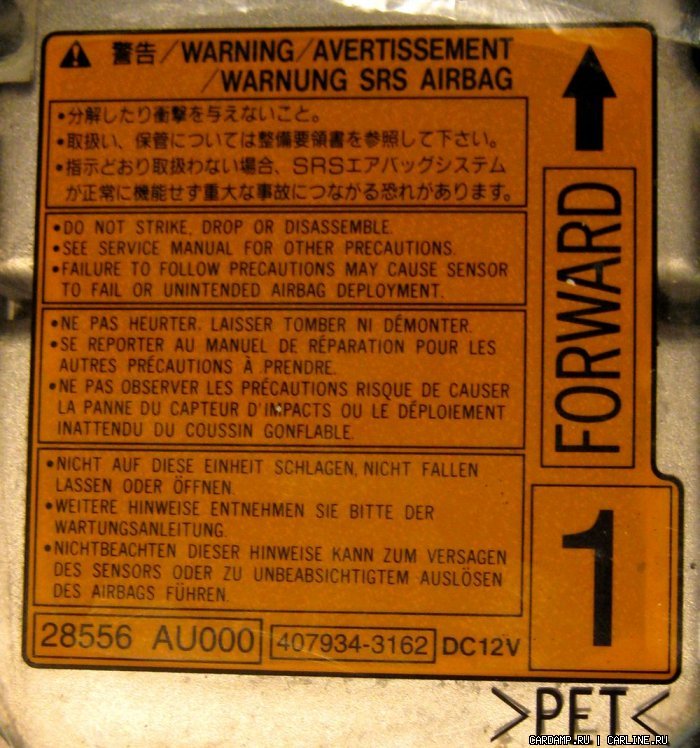 警告/WARNING/AVERTISSEMENT
/WARNUNG SRS AIRBAG
•分解したり衝撃を与えないこと。
•取扱い、保管については整備要領書を参照して下さい。
•指示どおり取扱わない場合、SRSエアバッグシステム
が正常に機能せず重大な事故につながる恐れがあります。
•DO NOT STRIKE, DROP OR DISASSEMBLE.
•SEE SERVICE MANUAL FOR OTHER PRECAUTIONS.
•FAILURE TO FOLLOW PRECAUTIONS MAY CAUSE SENSOR
TO FAIL OR UNINTENDED AIRBAG DEPLOYMENT.
•NE PAS HEURTER, LAISSER TOMBER NI DÉMONTER.
•SE REPORTER AU MANUEL DE RÉPARATION POUR LES
AUTRES PRÉCAUTIONS À PRENDRE.
•NE PAS OBSERVER LES PRÉCAUTIONS RISQUE DE CAUSER
LA PANNE DU CAPTEUR D'IMPACTS OU LE DÉPLOIEMENT
INATTENDU DU COUSSIN GONFLABLE.
•NICHT AUF DIESE EINHEIT SCHLAGEN, NICHT FALLEN
LASSEN ODER ÖFFNEN.
•WEITERE HINWEISE ENTNEHMEN SIE BITTE DER
WARTUNGSANLEITUNG.
•NICHTBEACHTEN DIESER HINWEISE KANN ZUM VERSAGEN
DES SENSORS ODER ZU UNBEABSICHTIGTEM AUSLÖSEN
DES AIRBAGS FÜHREN.
28556 AU000 407934-3162 DC12V
FORWARD
1
>PET<
CARDAMP.RU | CARLINE.RU